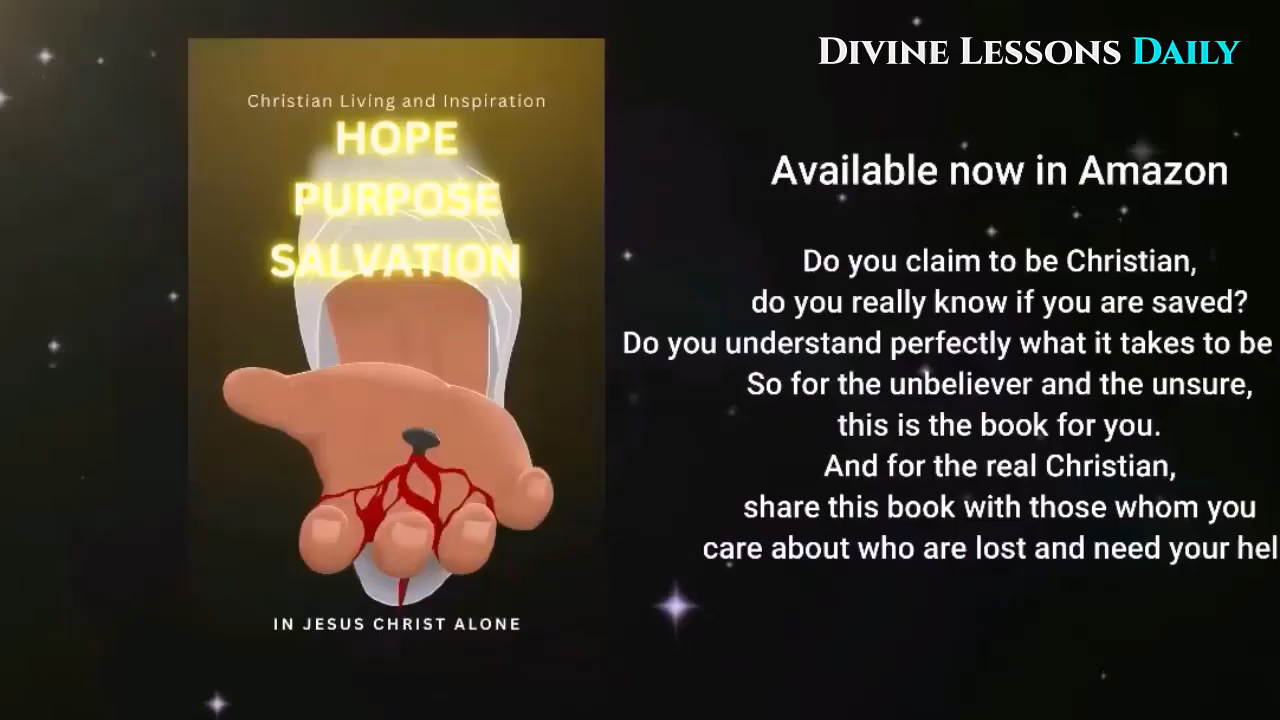 Christian Living and Inspiration
HOPE
PURPOSE
SALVATION
IN JESUS CHRIST ALONE
DIVINE LESSONS DAILY
Available now in Amazon
Do you claim to be Christian,
do you really know if you are saved?
Do you understand perfectly what it takes to be
So for the unbeliever and the unsure,
this is the book for you.
And for the real Christian,
share this book with those whom you
care about who are lost and need your hel